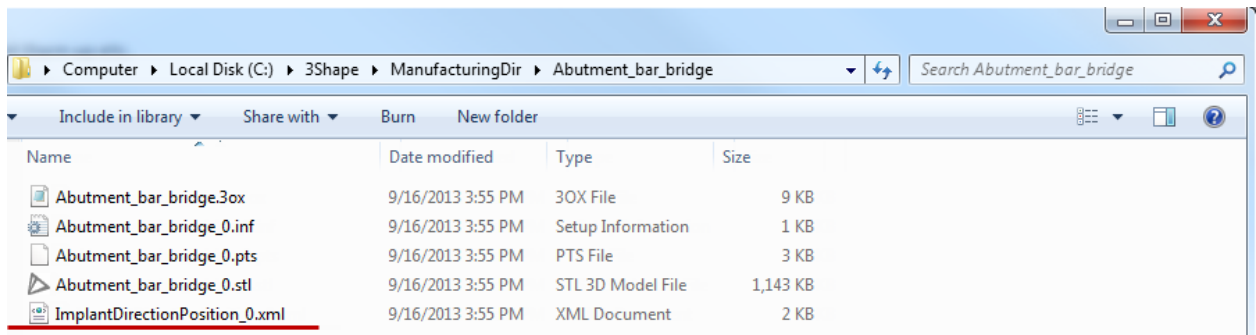 Computer Local Disk (C:) 3Shape ManufacturingDir Abutment_bar_bridge Search Abutment_bar_bridge
Include in library Share with Burn New folder
Name Date modified Type Size
Abutment_bar_bridge.3ox 9/16/2013 3:55 PM 3OX File 9 KB
Abutment_bar_bridge_0.inf 9/16/2013 3:55 PM Setup Information 1 KB
Abutment_bar_bridge_0.pts 9/16/2013 3:55 PM PTS File 3 KB
Abutment_bar_bridge_0.stl 9/16/2013 3:55 PM STL 3D Model File 1,143 KB
ImplantDirectionPosition_0.xml 9/16/2013 3:55 PM XML Document 2 KB